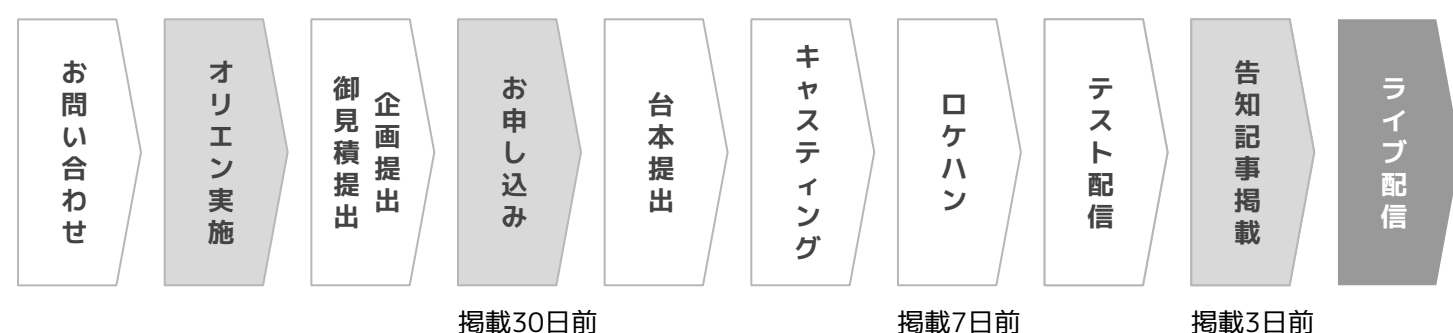 お問い合わせ
オリエン実施
企画提出
御見積提出
お申し込み
台本提出
キャスティング
ロケハン
テスト配信
告知記事掲載
ライブ配信
掲載30日前
掲載7日前
掲載3日前